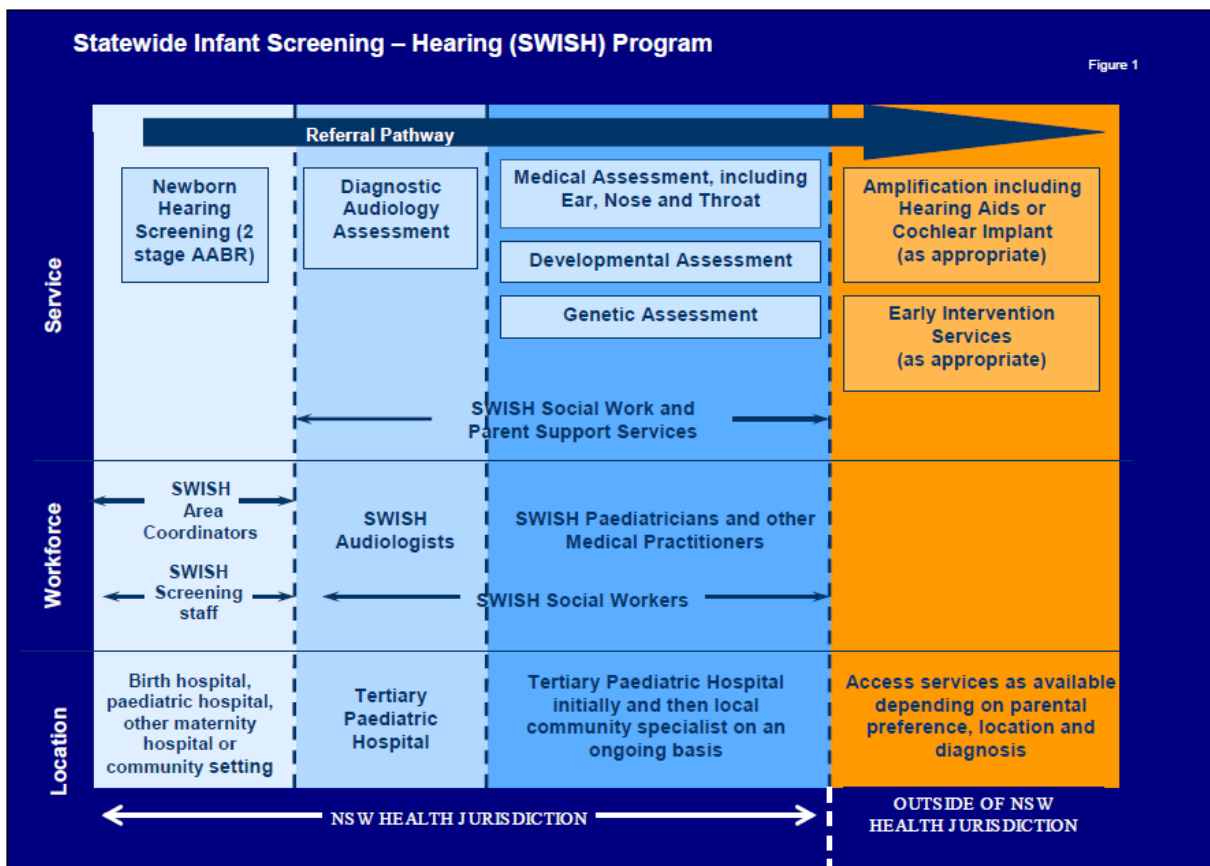 Statewide Infant Screening – Hearing (SWISH) Program
Figure 1
Referral Pathway
Service
Newborn
Hearing
Screening (2
stage AABR)
Diagnostic
Audiology
Assessment
Medical Assessment, including
Ear, Nose and Throat
Developmental Assessment
Genetic Assessment
Amplification including
Hearing Aids or
Cochlear Implant
(as appropriate)
Early Intervention
Services
(as appropriate)
SWISH Social Work and
Parent Support Services
Workforce
SWISH
Area
Coordinators
SWISH
Screening
staff
SWISH
Audiologists
SWISH Paediatricians and other
Medical Practitioners
SWISH Social Workers
Location
Birth hospital,
paediatric hospital,
other maternity
hospital or
community setting
Tertiary
Paediatric
Hospital
Tertiary Paediatric Hospital
initially and then local
community specialist on an
ongoing basis
Access services as available
depending on parental
preference, location and
diagnosis
NSW HEALTH JURISDICTION
OUTSIDE OF NSW
HEALTH JURISDICTION